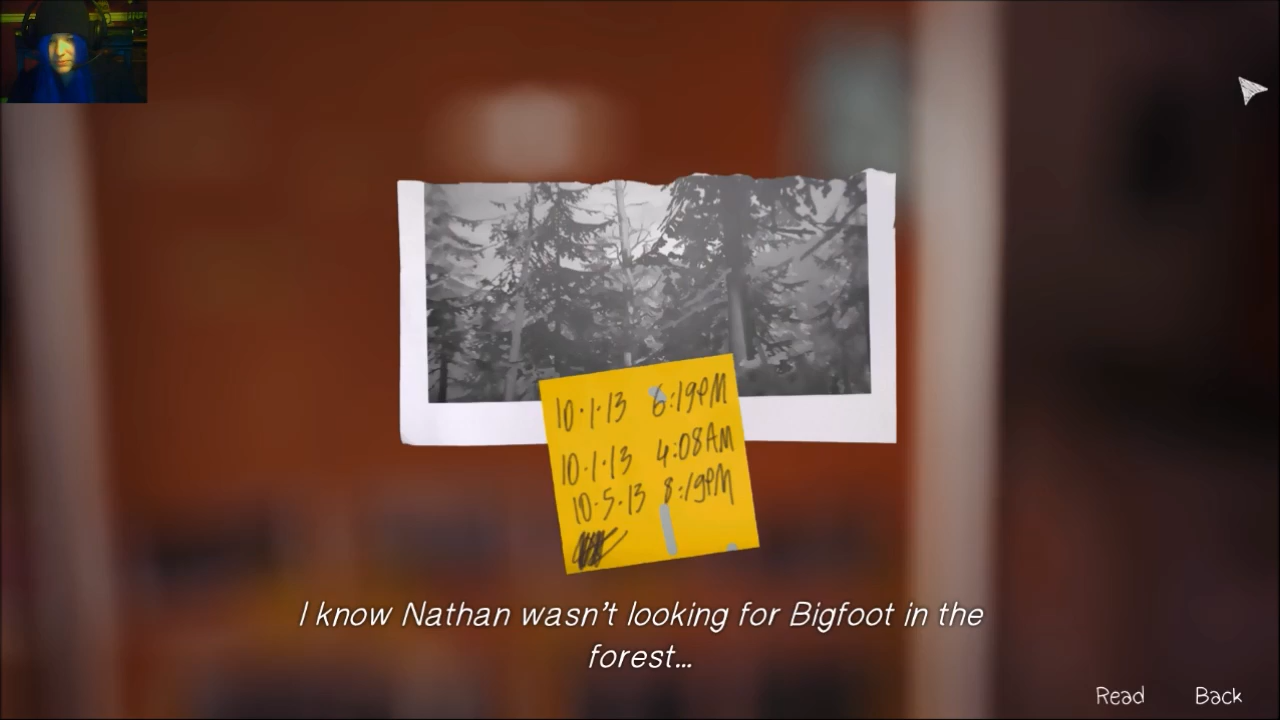 10·1·13 6:19PM
10·1·13 4:08AM
10·5·13 8:19PM
I know Nathan wasn't looking for Bigfoot in the
forest...
Read Back